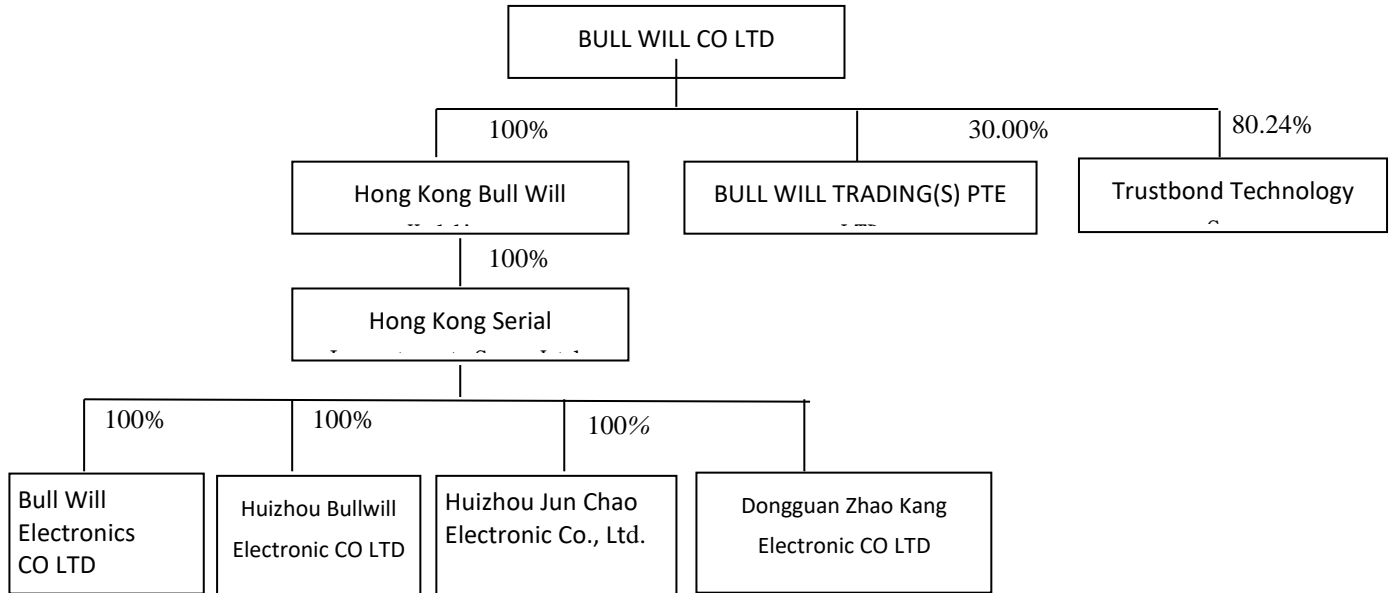 BULL WILL CO LTD
100%
30.00%
80.24%
Hong Kong Bull Will
BULL WILL TRADING(S) PTE
Trustbond Technology
100%
Hong Kong Serial
100%
100%
100%
Bull Will
Electronics
CO LTD
Huizhou Bullwill
Electronic CO LTD
Huizhou Jun Chao
Electronic Co., Ltd.
Dongguan Zhao Kang
Electronic CO LTD